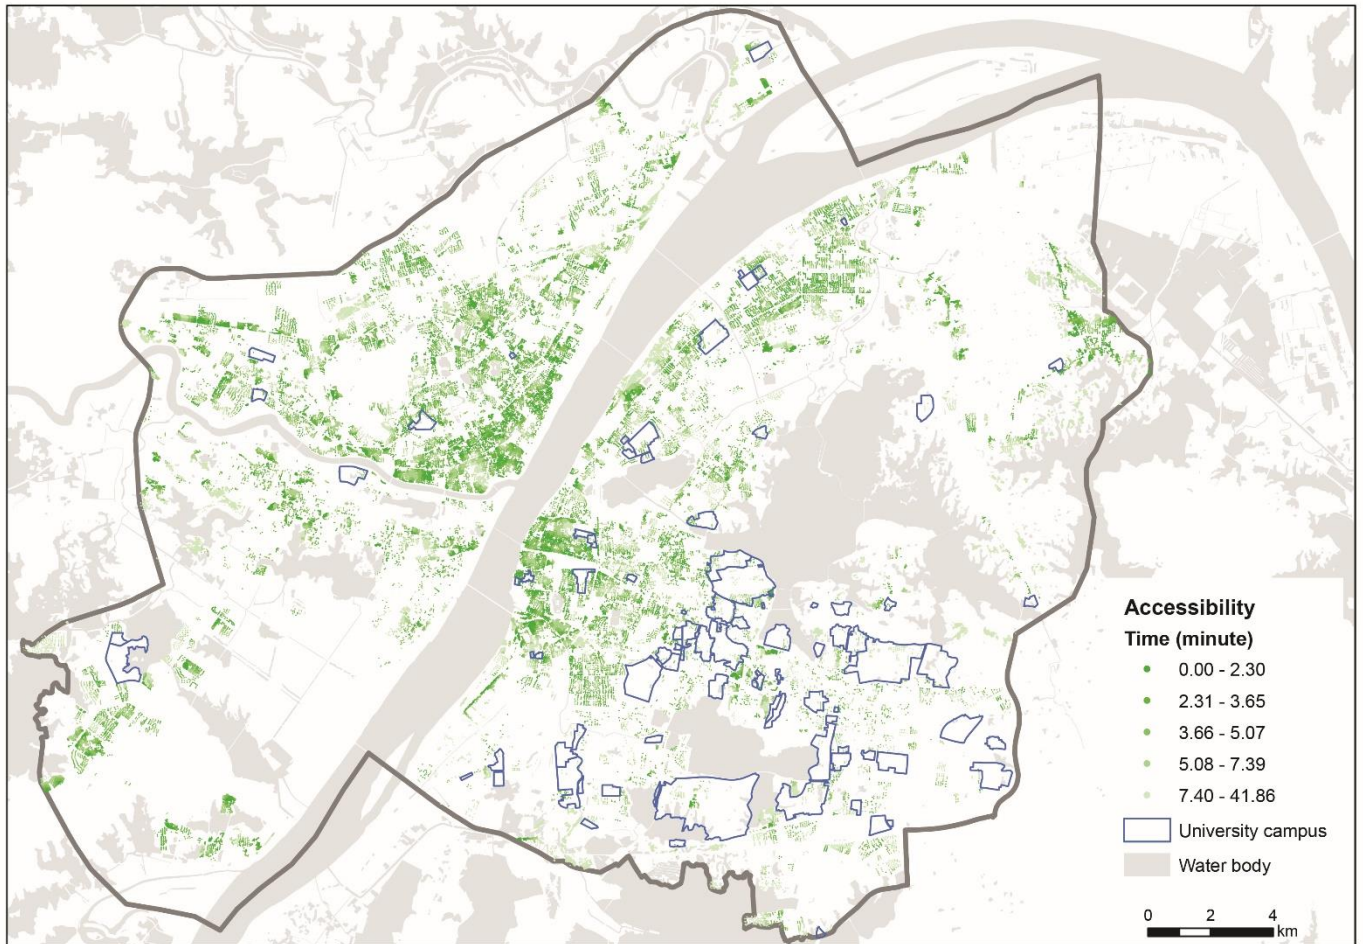 Accessibility
Time (minute)
0.00 - 2.30
2.31 - 3.65
3.66 - 5.07
5.08 - 7.39
7.40 - 41.86
University campus
Water body
0 2 4
km